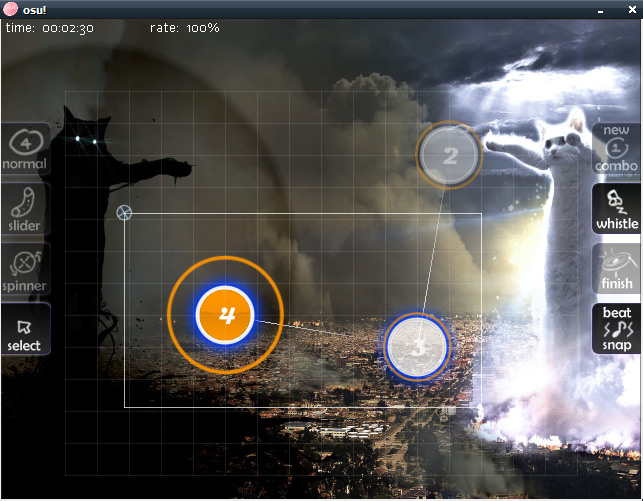 osu!
time: 00:02:30 rate: 100%
4
normal
slider
spinner
select
new
1
combo
whistle
finish
beat
snap
2
4
3